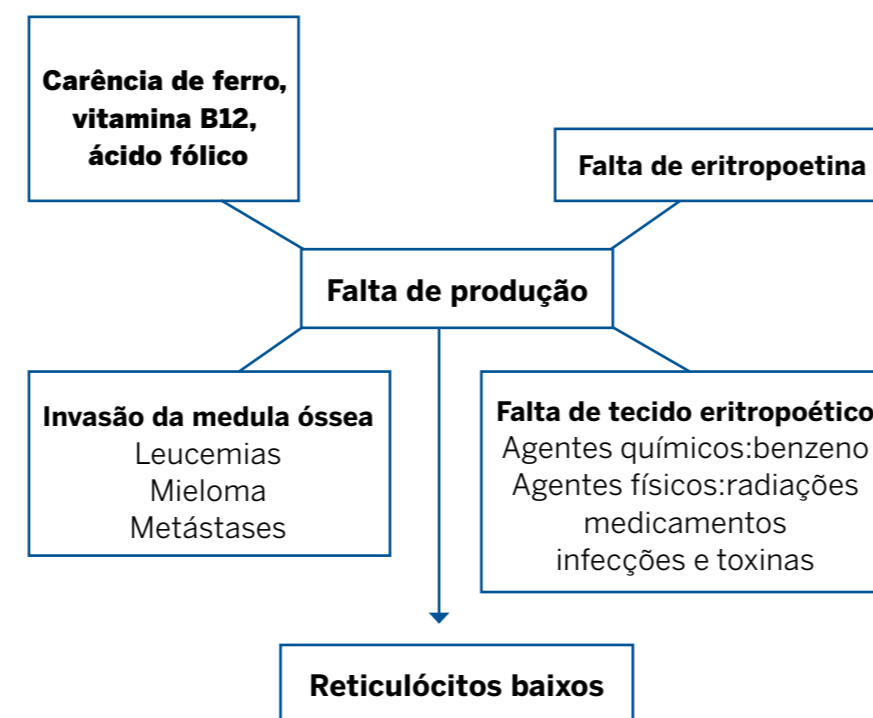 Carência de ferro,
vitamina B12,
ácido fólico
Falta de eritropoetina
Falta de produção
Invasão da medula óssea
Leucemias
Mieloma
Metástases
Falta de tecido eritropoético
Agentes químicos:benzeno
Agentes físicos:radiações
medicamentos
infecções e toxinas
Reticulócitos baixos